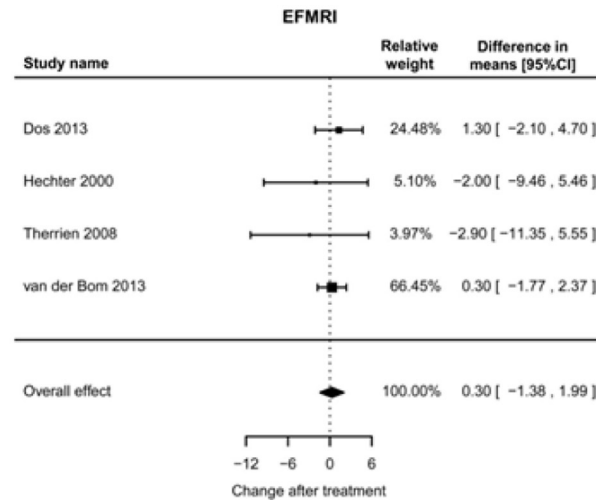 EFMRI
Study name Relative weight Difference in means [95%CI]
Dos 2013 24.48% 1.30 [ −2.10 , 4.70 ]
Hechter 2000 5.10% −2.00 [ −9.46 , 5.46 ]
Therrien 2008 3.97% −2.90 [ −11.35 , 5.55 ]
van der Bom 2013 66.45% 0.30 [ −1.77 , 2.37 ]
Overall effect 100.00% 0.30 [ −1.38 , 1.99 ]
−12 −6 0 6
Change after treatment